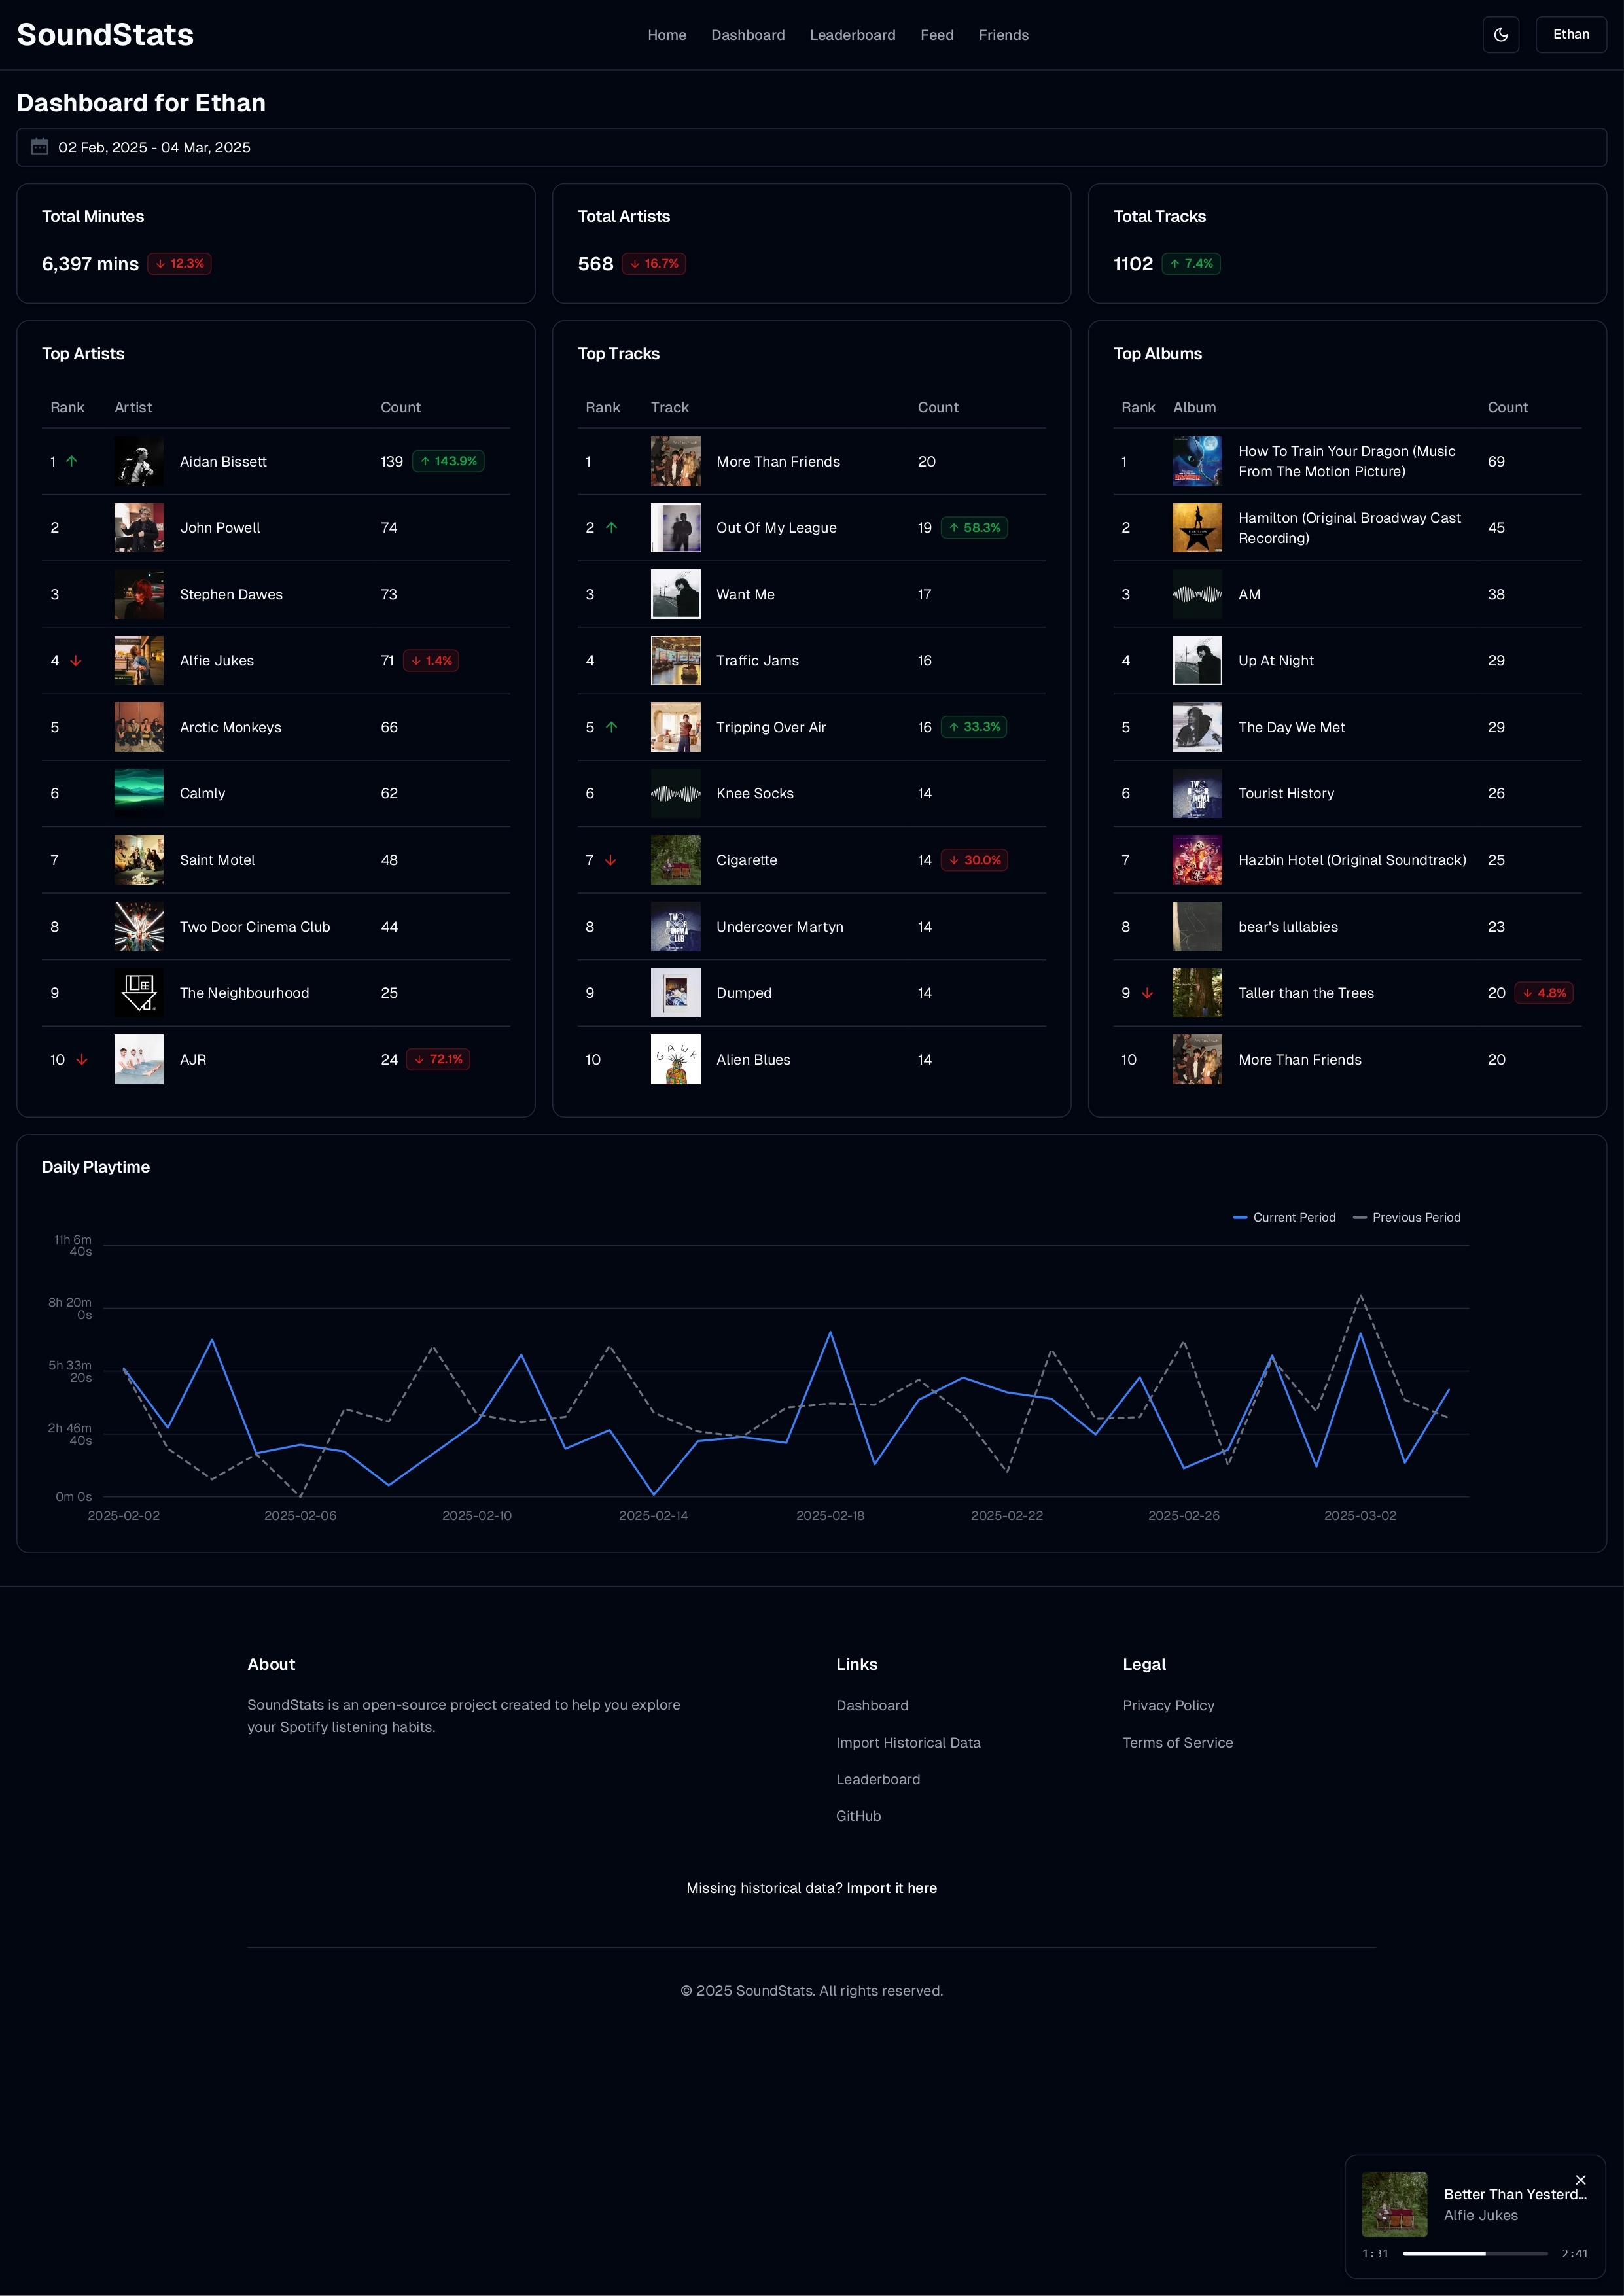 SoundStats
Home Dashboard Leaderboard Feed Friends
Ethan
Dashboard for Ethan
02 Feb, 2025 - 04 Mar, 2025
Total Minutes
6,397 mins ↓ 12.3%
Total Artists
568 ↓ 16.7%
Total Tracks
1102 ↑ 7.4%
Top Artists
Rank Artist Count
1 ↑ Aidan Bissett 139 ↑ 143.9%
2 John Powell 74
3 Stephen Dawes 73
4 ↓ Alfie Jukes 71 ↓ 1.4%
5 Arctic Monkeys 66
6 Calmly 62
7 Saint Motel 48
8 Two Door Cinema Club 44
9 The Neighbourhood 25
10 ↓ AJR 24 ↓ 72.1%
Top Tracks
Rank Track Count
1 More Than Friends 20
2 ↑ Out Of My League 19 ↑ 58.3%
3 Want Me 17
4 Traffic Jams 16
5 ↑ Tripping Over Air 16 ↑ 33.3%
6 Knee Socks 14
7 ↓ Cigarette 14 ↓ 30.0%
8 Undercover Martyn 14
9 Dumped 14
10 Alien Blues 14
Top Albums
Rank Album Count
1 How To Train Your Dragon (Music
From The Motion Picture) 69
2 Hamilton (Original Broadway Cast
Recording) 45
3 AM 38
4 Up At Night 29
5 The Day We Met 29
6 Tourist History 26
7 Hazbin Hotel (Original Soundtrack) 25
8 bear's lullabies 23
9 ↓ Taller than the Trees 20 ↓ 4.8%
10 More Than Friends 20
Daily Playtime
Current Period Previous Period
11h 6m
40s
8h 20m
0s
5h 33m
20s
2h 46m
40s
0m 0s
2025-02-02 2025-02-06 2025-02-10 2025-02-14 2025-02-18 2025-02-22 2025-02-26 2025-03-02
About
SoundStats is an open-source project created to help you explore
your Spotify listening habits.
Links
Dashboard
Import Historical Data
Leaderboard
GitHub
Legal
Privacy Policy
Terms of Service
Missing historical data? Import it here
© 2025 SoundStats. All rights reserved.
Better Than Yesterd...
Alfie Jukes
1:31 2:41